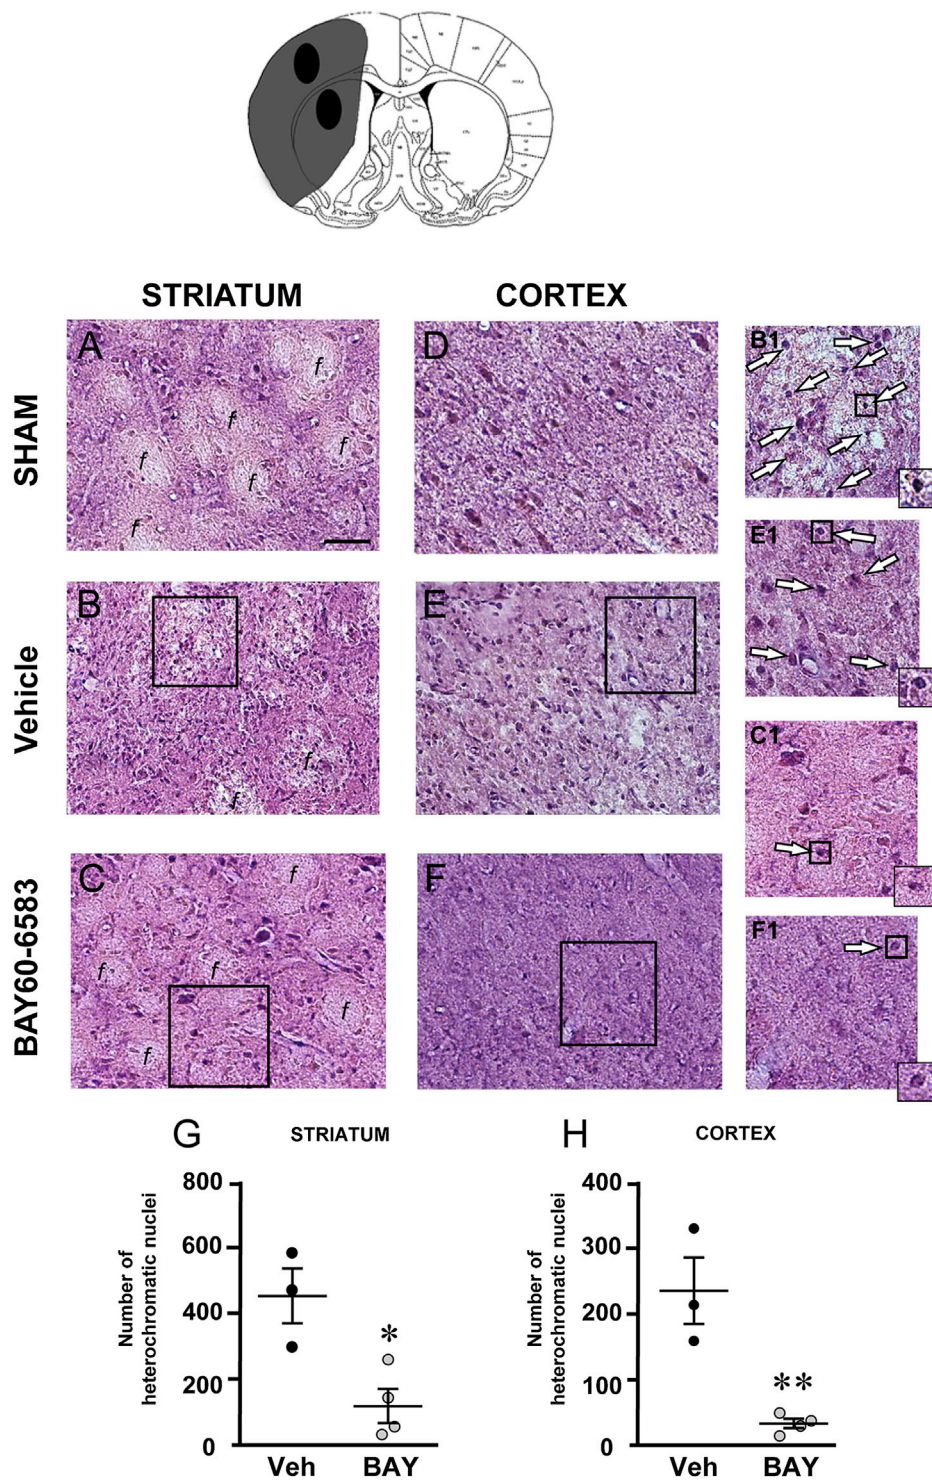 STRIATUM
CORTEX
SHAM
A
f
f
f
f
f
f
f
D
B1
E1
Vehicle
B
f
f
E
C1
BAY60-6583
C
f
f
f
f
f
F
F1
G
STRIATUM
Number of
heterochromatic nuclei
800
600
400
200
0
*
Veh
BAY
H
CORTEX
Number of
heterochromatic nuclei
400
300
200
100
0
**
Veh
BAY